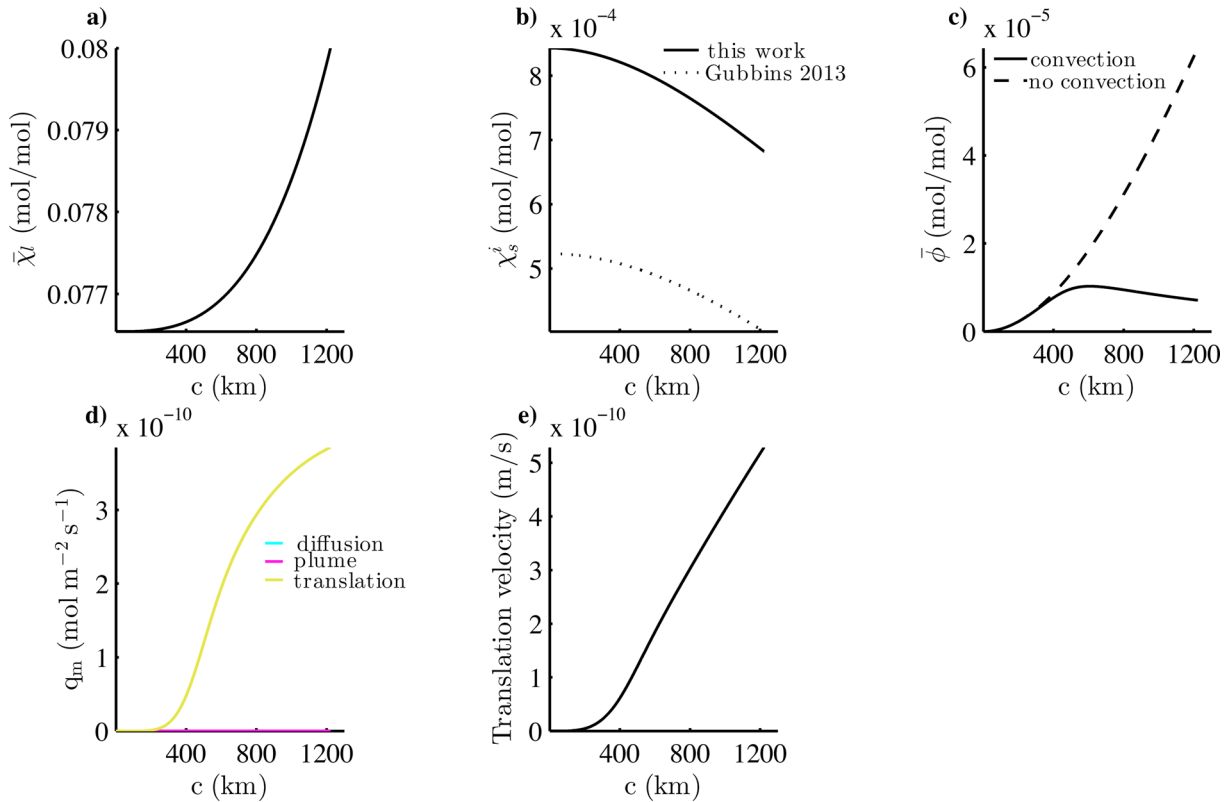 a)
0.08
0.079
0.078
0.077
400 800 1200
c (km)
χ̄l (mol/mol)
b)
x 10−4
8
7
6
5
400 800 1200
c (km)
χsi (mol/mol)
this work
Gubbins 2013
c)
x 10−5
6
4
2
0
400 800 1200
c (km)
ϕ̄ (mol/mol)
convection
no convection
d)
x 10−10
3
2
1
0
400 800 1200
c (km)
qm (mol m−2 s−1)
diffusion
plume
translation
e)
x 10−10
5
4
3
2
1
0
400 800 1200
c (km)
Translation velocity (m/s)